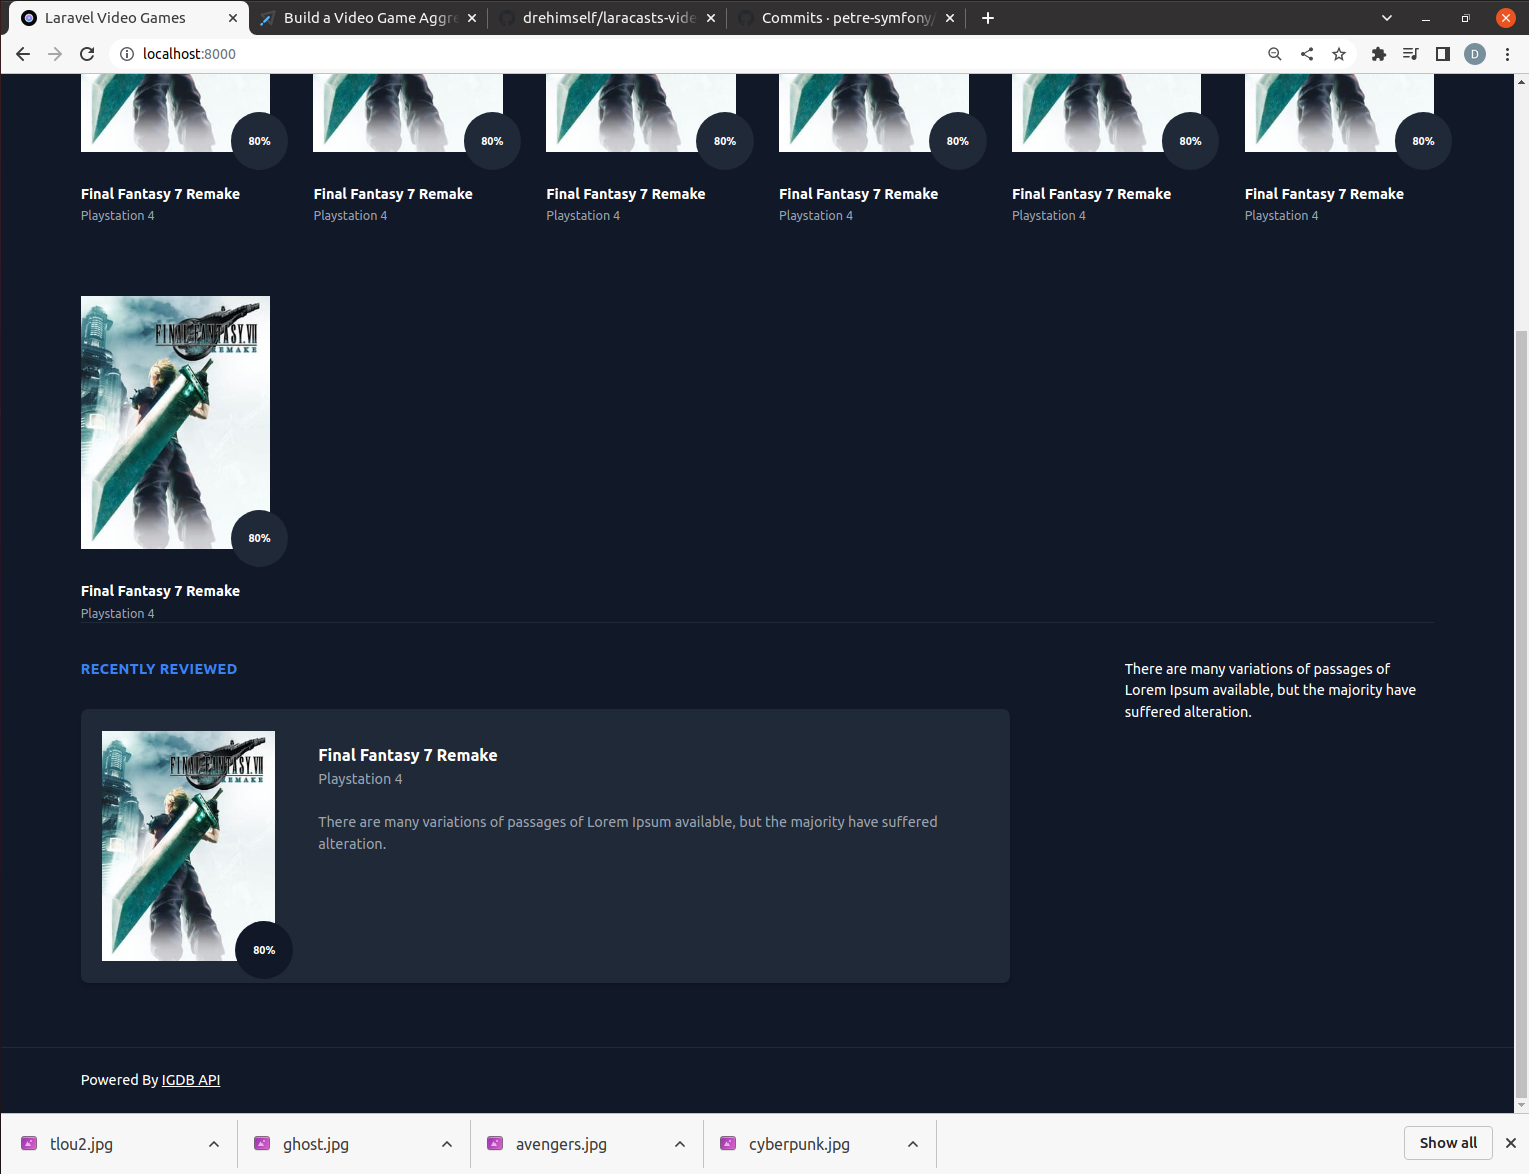 Laravel Video Games
Build a Video Game Aggre
drehimself/laracasts-vide
Commits · petre-symfony/
localhost:8000
D
80%
80%
80%
80%
80%
80%
Final Fantasy 7 Remake
Playstation 4
Final Fantasy 7 Remake
Playstation 4
Final Fantasy 7 Remake
Playstation 4
Final Fantasy 7 Remake
Playstation 4
Final Fantasy 7 Remake
Playstation 4
Final Fantasy 7 Remake
Playstation 4
FINAL FANTASY VII
REMAKE
80%
Final Fantasy 7 Remake
Playstation 4
RECENTLY REVIEWED
FINAL FANTASY VII
REMAKE
80%
Final Fantasy 7 Remake
Playstation 4
There are many variations of passages of Lorem Ipsum available, but the majority have suffered
alteration.
There are many variations of passages of
Lorem Ipsum available, but the majority have
suffered alteration.
Powered By IGDB API
tlou2.jpg
ghost.jpg
avengers.jpg
cyberpunk.jpg
Show all